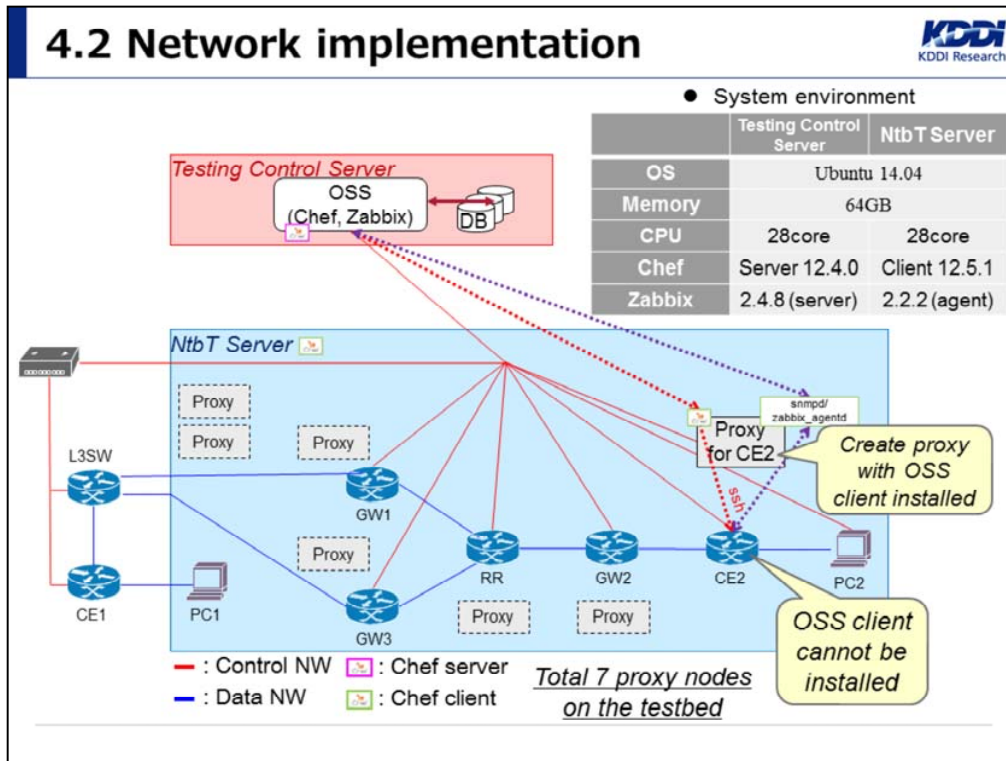 4.2 Network implementation
KDDI
KDDI Research
● System environment
Testing Control
Server
NtbT Server
OS
Ubuntu 14.04
Memory
64GB
CPU
28core
28core
Chef
Server 12.4.0
Client 12.5.1
Zabbix
2.4.8 (server)
2.2.2 (agent)
Testing Control Server
OSS
(Chef, Zabbix)
DB
NtbT Server
Proxy
Proxy
Proxy
snmpd/
zabbix_agentd
Proxy
for CE2
Create proxy
with OSS
client installed
L3SW
GW1
ssh
Proxy
RR
GW2
CE2
PC2
CE1
PC1
GW3
Proxy
Proxy
OSS client
cannot be
installed
: Control NW
: Chef server
: Data NW
: Chef client
Total 7 proxy nodes
on the testbed